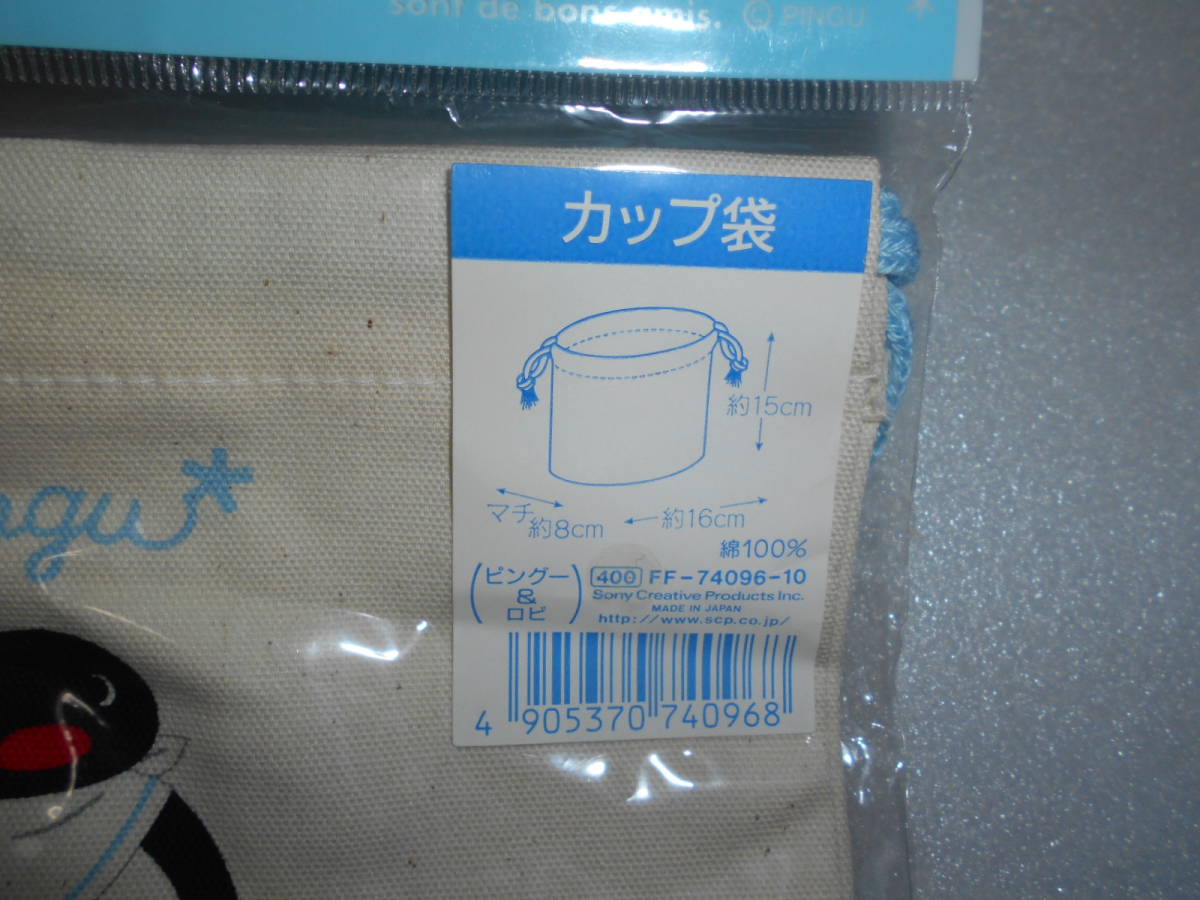 sont de bons amis. © PINGU
カップ袋
約15cm
マチ
約8cm
約16cm
綿100%
(ピングー
&
ロビ)
400 FF-74096-10
Sony Creative Products Inc.
MADE IN JAPAN
http://www.scp.co.jp/
4 905370 740968
ngu